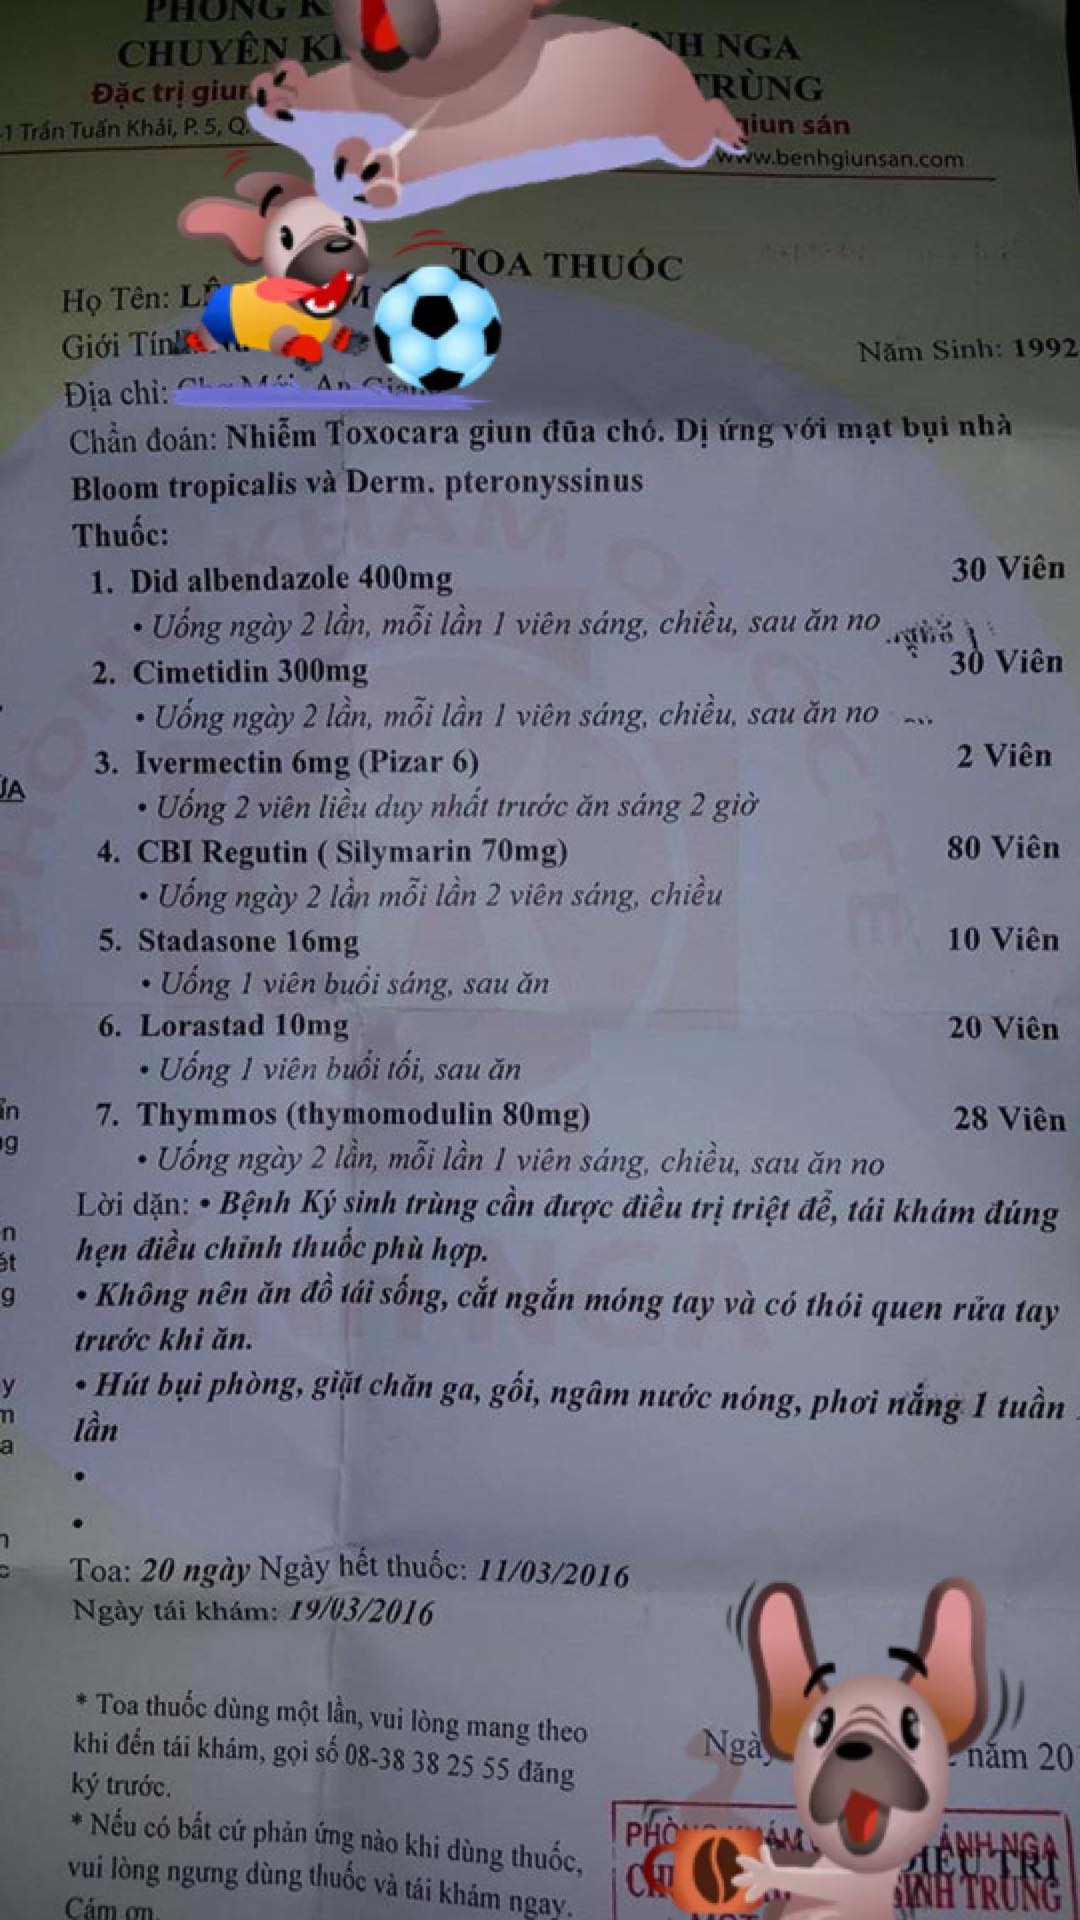 PHÒNG K
CHUYÊN KH NH NGA
TRÙNG
Đặc trị giun giun sán
1 Trần Tuấn Khải, P. 5, Q. www.benhgiunsan.com
TOA THUỐC
Họ Tên: LÊ
Giới Tính: Năm Sinh: 1992
Địa chỉ: Chợ Mới, An Giang
Chẩn đoán: Nhiễm Toxocara giun đũa chó. Dị ứng với mạt bụi nhà
Bloom tropicalis và Derm. pteronyssinus
Thuốc:
1. Did albendazole 400mg 30 Viên
• Uống ngày 2 lần, mỗi lần 1 viên sáng, chiều, sau ăn no
2. Cimetidin 300mg 30 Viên
• Uống ngày 2 lần, mỗi lần 1 viên sáng, chiều, sau ăn no
3. Ivermectin 6mg (Pizar 6) 2 Viên
• Uống 2 viên liều duy nhất trước ăn sáng 2 giờ
4. CBI Regutin ( Silymarin 70mg) 80 Viên
• Uống ngày 2 lần mỗi lần 2 viên sáng, chiều
5. Stadasone 16mg 10 Viên
• Uống 1 viên buổi sáng, sau ăn
6. Lorastad 10mg 20 Viên
• Uống 1 viên buổi tối, sau ăn
7. Thymmos (thymomodulin 80mg) 28 Viên
• Uống ngày 2 lần, mỗi lần 1 viên sáng, chiều, sau ăn no
Lời dặn: • Bệnh Ký sinh trùng cần được điều trị triệt để, tái khám đúng
hẹn điều chỉnh thuốc phù hợp.
• Không nên ăn đồ tái sống, cắt ngắn móng tay và có thói quen rửa tay
trước khi ăn.
• Hút bụi phòng, giặt chăn ga, gối, ngâm nước nóng, phơi nắng 1 tuần
lần
•
•
Toa: 20 ngày Ngày hết thuốc: 11/03/2016
Ngày tái khám: 19/03/2016
* Toa thuốc dùng một lần, vui lòng mang theo
khi đến tái khám, gọi số 08-38 38 25 55 đăng
ký trước.
Ngày năm 20
* Nếu có bất cứ phản ứng nào khi dùng thuốc,
vui lòng ngưng dùng thuốc và tái khám ngay.
Cám ơn.
PHÒNG KHÁM ÁNH NGA
ĐIỀU TRỊ
SINH TRÙNG